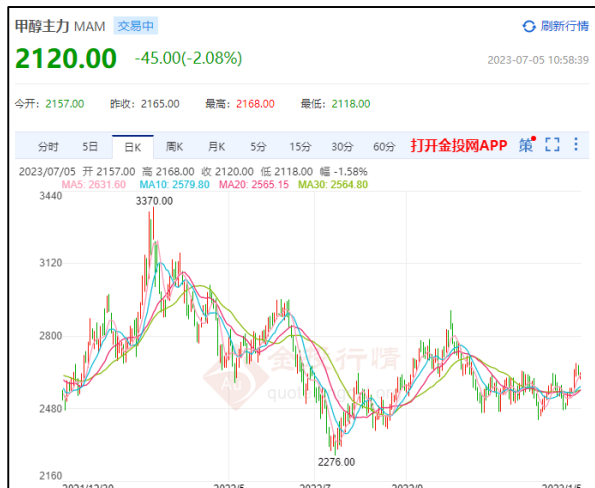 甲醇主力 MAM 交易中 刷新行情
2120.00 -45.00(-2.08%) 2023-07-05 10:58:39
今开: 2157.00 昨收: 2165.00 最高: 2168.00 最低: 2118.00
分时 5日 日K 周K 月K 5分 15分 30分 60分 打开金投网APP 策
2023/07/05 开 2157.00 高 2168.00 收 2120.00 低 2118.00 幅 -1.58%
MA5: 2631.60 MA10: 2579.80 MA20: 2565.15 MA30: 2564.80
3440
3370.00
3120
2800
行情
2480
2276.00
2160